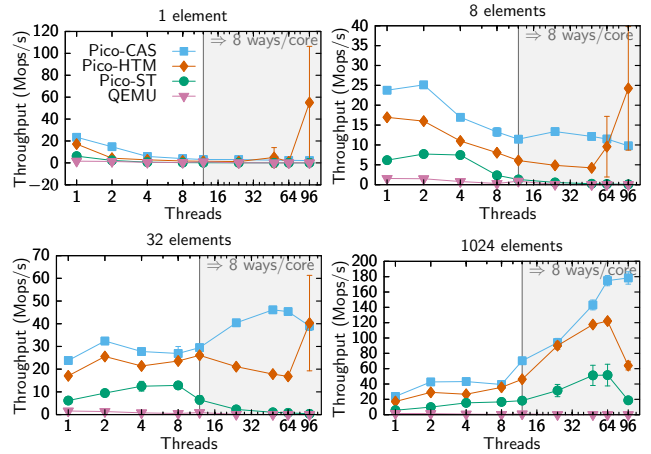 1 element
⇒ 8 ways/core
Pico-CAS
Pico-HTM
Pico-ST
QEMU
Throughput (Mops/s)
120
100
80
60
40
20
0
−20
1 2 4 8 16 32 64 96
Threads
8 elements
⇒ 8 ways/core
Throughput (Mops/s)
40
35
30
25
20
15
10
5
0
1 2 4 8 16 32 64 96
Threads
32 elements
⇒ 8 ways/core
Throughput (Mops/s)
70
60
50
40
30
20
10
0
1 2 4 8 16 32 64 96
Threads
1024 elements
⇒ 8 ways/core
Throughput (Mops/s)
200
180
160
140
120
100
80
60
40
20
0
1 2 4 8 16 32 64 96
Threads